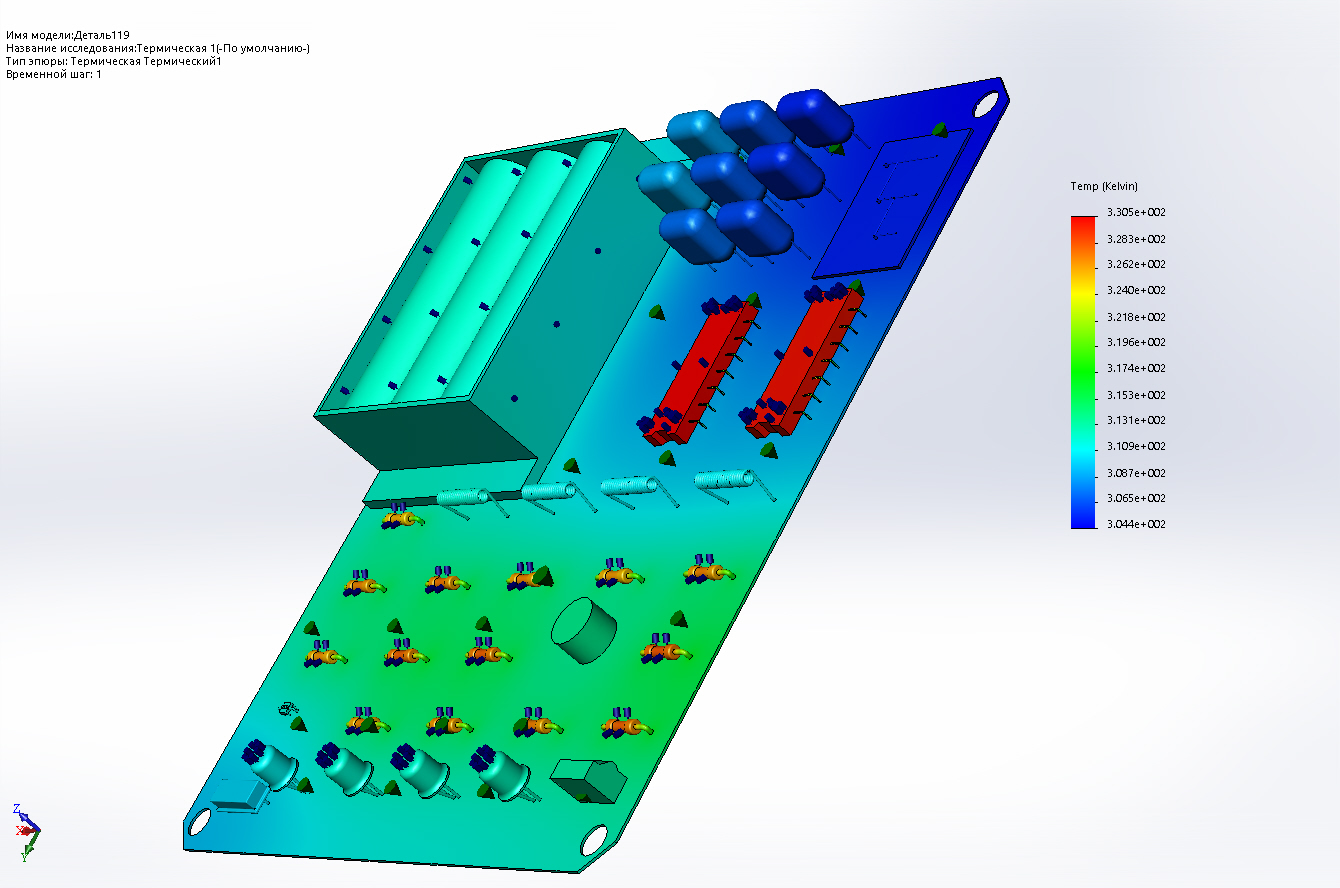 Имя модели:Деталь119
Название исследования:Термическая 1(-По умолчанию-)
Тип эпюры: Термическая Термический1
Временной шаг: 1
Temp (Kelvin)
3.305e+002
3.283e+002
3.262e+002
3.240e+002
3.218e+002
3.196e+002
3.174e+002
3.153e+002
3.131e+002
3.109e+002
3.087e+002
3.065e+002
3.044e+002
Z
X
Y